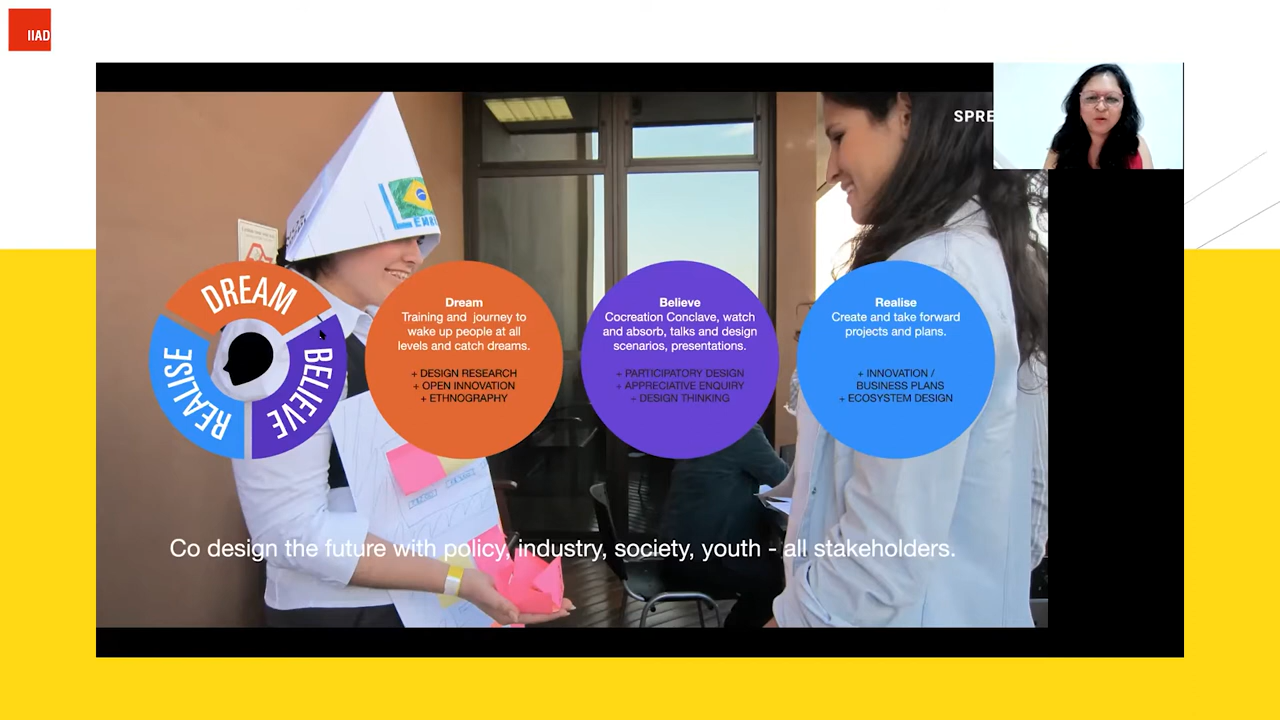 IIAD
SPRE
DREAM
BELIEVE
REALISE
Dream
Training and journey to
wake up people at all
levels and catch dreams.
+ DESIGN RESEARCH
+ OPEN INNOVATION
+ ETHNOGRAPHY
Believe
Cocreation Conclave, watch
and absorb, talks and design
scenarios, presentations.
+ PARTICIPATORY DESIGN
+ APPRECIATIVE ENQUIRY
+ DESIGN THINKING
Realise
Create and take forward
projects and plans.
+ INNOVATION /
BUSINESS PLANS
+ ECOSYSTEM DESIGN
Co design the future with policy, industry, society, youth - all stakeholders.